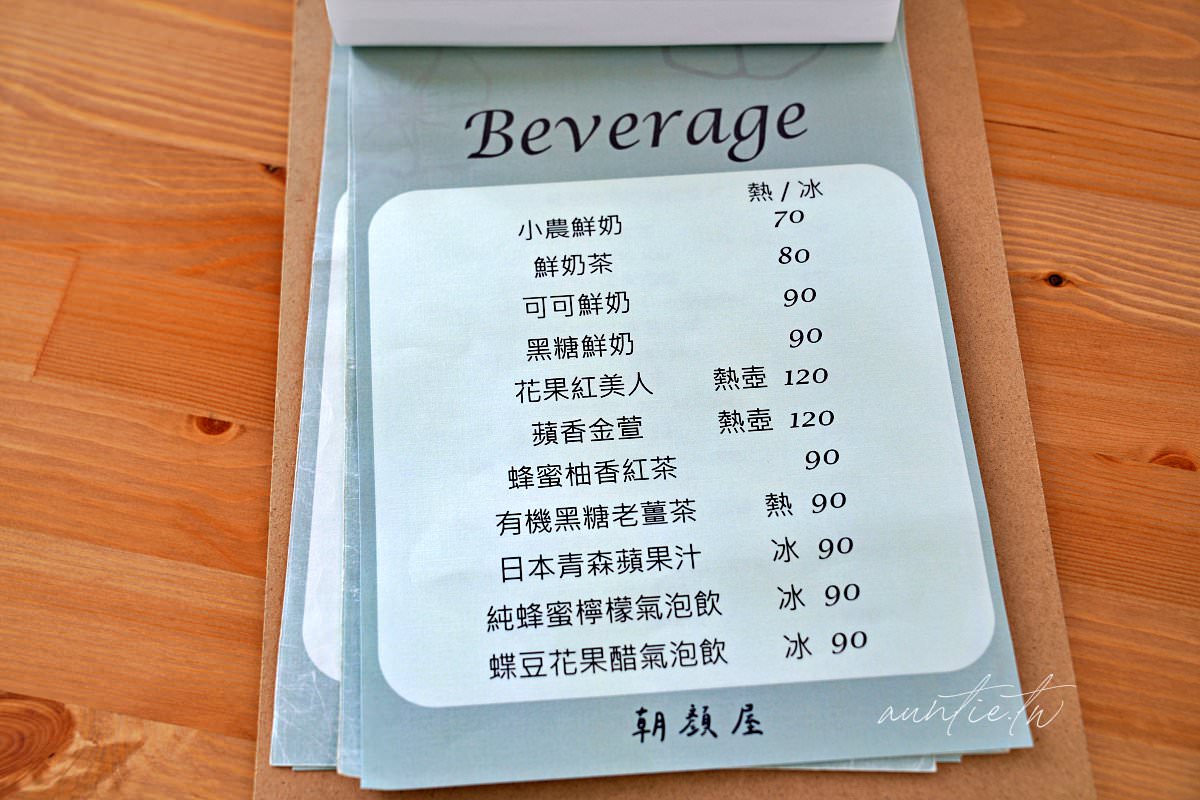 Beverage
熱 / 冰
小農鮮奶 70
鮮奶茶 80
可可鮮奶 90
黑糖鮮奶 90
花果紅美人 熱壺 120
蘋香金萱 熱壺 120
蜂蜜柚香紅茶 90
有機黑糖老薑茶 熱 90
日本青森蘋果汁 冰 90
純蜂蜜檸檬氣泡飲 冰 90
蝶豆花果醋氣泡飲 冰 90
朝顏屋
auntie.tw